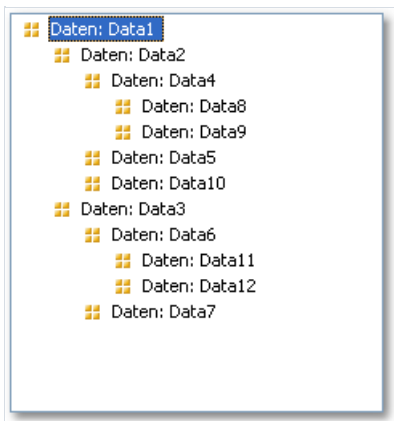 Daten: Data1
Daten: Data2
Daten: Data4
Daten: Data8
Daten: Data9
Daten: Data5
Daten: Data10
Daten: Data3
Daten: Data6
Daten: Data11
Daten: Data12
Daten: Data7